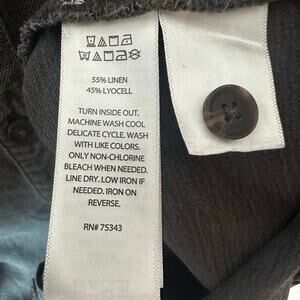 55% LINEN
45% LYOCELL
TURN INSIDE OUT.
MACHINE WASH COOL
DELICATE CYCLE. WASH
WITH LIKE COLORS.
ONLY NON-CHLORINE
BLEACH WHEN NEEDED.
LINE DRY. LOW IRON IF
NEEDED. IRON ON
REVERSE.
RN# 75343